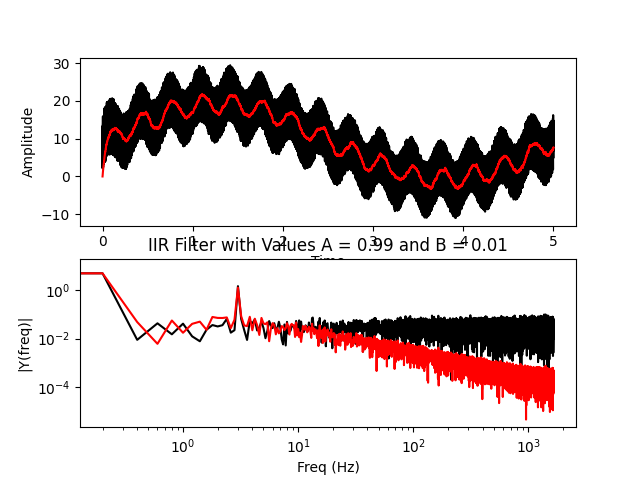 30
20
10
0
−10
Amplitude
0 1 2 3 4 5
Time
IIR Filter with Values A = 0.99 and B = 0.01
10^0
10^−2
10^−4
|Y(freq)|
10^0 10^1 10^2 10^3
Freq (Hz)